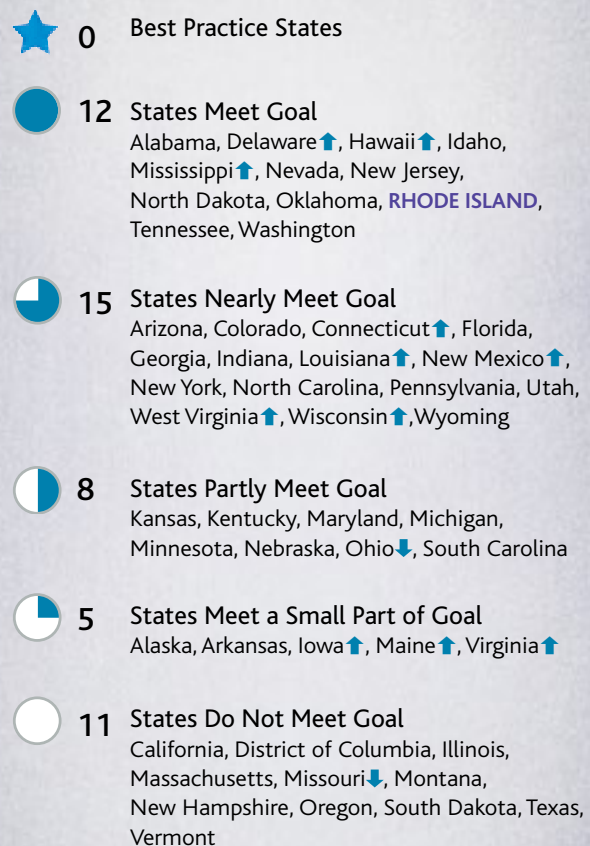 0 Best Practice States
12 States Meet Goal
Alabama, Delaware⬆, Hawaii⬆, Idaho,
Mississippi⬆, Nevada, New Jersey,
North Dakota, Oklahoma, RHODE ISLAND,
Tennessee, Washington
15 States Nearly Meet Goal
Arizona, Colorado, Connecticut⬆, Florida,
Georgia, Indiana, Louisiana⬆, New Mexico⬆,
New York, North Carolina, Pennsylvania, Utah,
West Virginia⬆, Wisconsin⬆, Wyoming
8 States Partly Meet Goal
Kansas, Kentucky, Maryland, Michigan,
Minnesota, Nebraska, Ohio⬇, South Carolina
5 States Meet a Small Part of Goal
Alaska, Arkansas, Iowa⬆, Maine⬆, Virginia⬆
11 States Do Not Meet Goal
California, District of Columbia, Illinois,
Massachusetts, Missouri⬇, Montana,
New Hampshire, Oregon, South Dakota, Texas,
Vermont